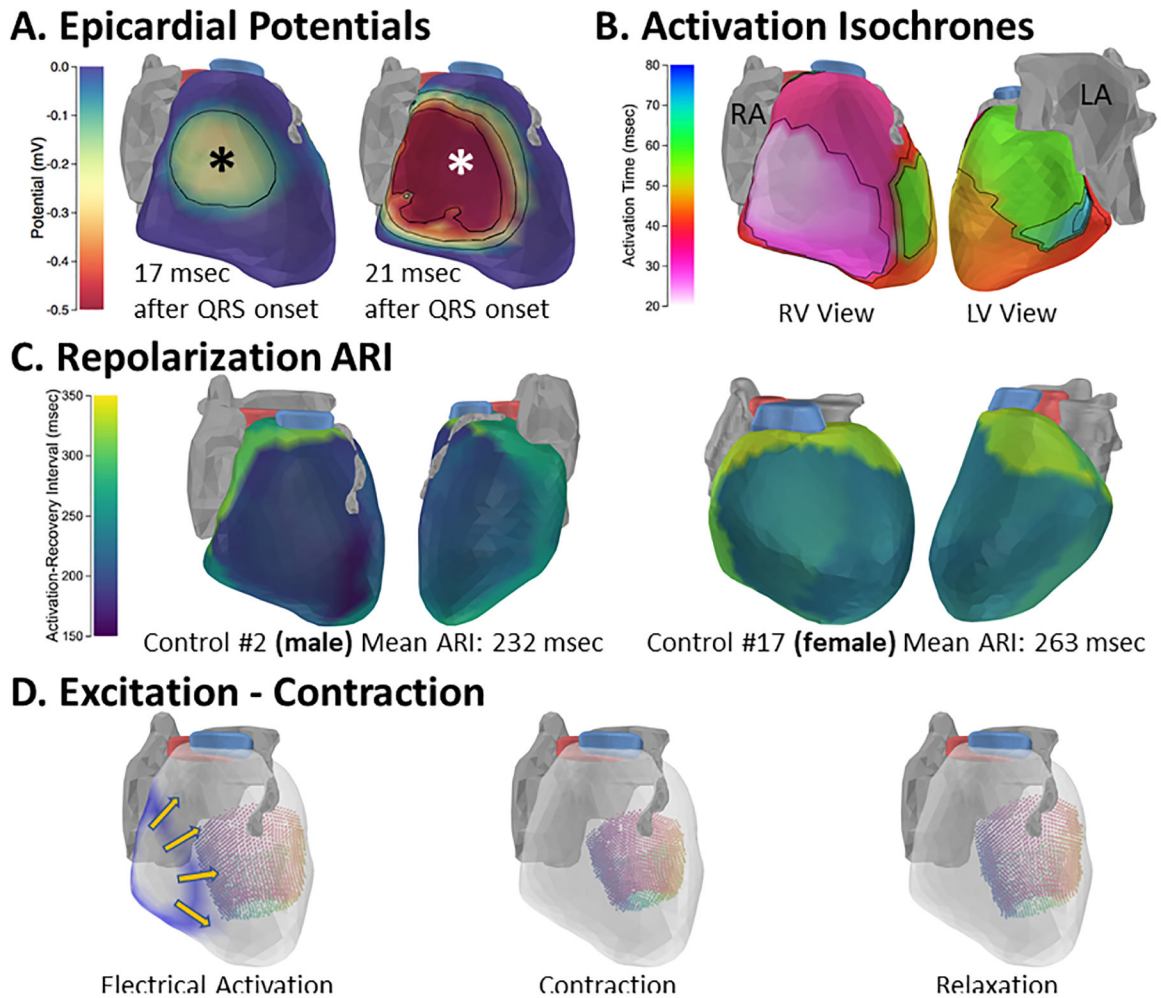 A. Epicardial Potentials
0.0
-0.1
-0.2
-0.3
-0.4
-0.5
Potential (mV)
*
17 msec
after QRS onset
*
21 msec
after QRS onset
B. Activation Isochrones
80
70
60
50
40
30
20
Activation Time (msec)
RA
LA
RV View
LV View
C. Repolarization ARI
350
300
250
200
150
Activation-Recovery Interval (msec)
Control #2 (male) Mean ARI: 232 msec
Control #17 (female) Mean ARI: 263 msec
D. Excitation - Contraction
Electrical Activation
Contraction
Relaxation